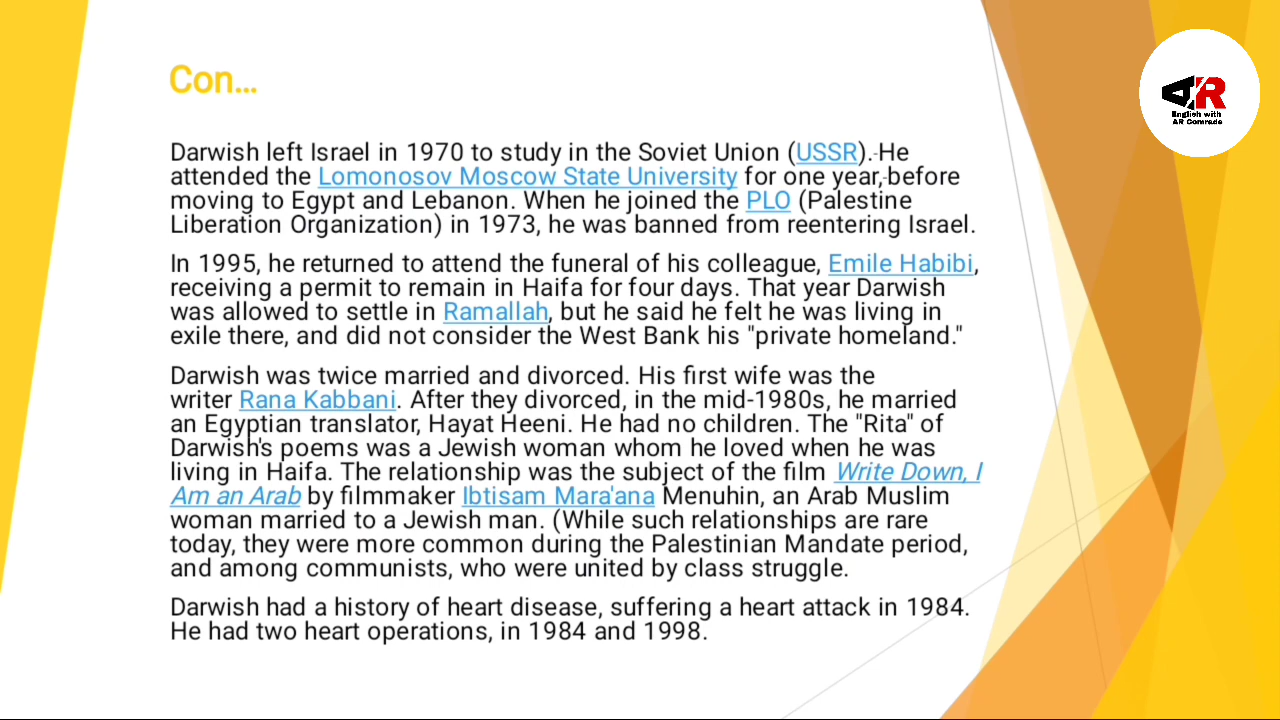 Con...
AR
English with
AR Comrade
Darwish left Israel in 1970 to study in the Soviet Union (USSR). He
attended the Lomonosov Moscow State University for one year, before
moving to Egypt and Lebanon. When he joined the PLO (Palestine
Liberation Organization) in 1973, he was banned from reentering Israel.
In 1995, he returned to attend the funeral of his colleague, Emile Habibi,
receiving a permit to remain in Haifa for four days. That year Darwish
was allowed to settle in Ramallah, but he said he felt he was living in
exile there, and did not consider the West Bank his "private homeland."
Darwish was twice married and divorced. His first wife was the
writer Rana Kabbani. After they divorced, in the mid-1980s, he married
an Egyptian translator, Hayat Heeni. He had no children. The "Rita" of
Darwish's poems was a Jewish woman whom he loved when he was
living in Haifa. The relationship was the subject of the film Write Down, I
Am an Arab by filmmaker Ibtisam Mara'ana Menuhin, an Arab Muslim
woman married to a Jewish man. (While such relationships are rare
today, they were more common during the Palestinian Mandate period,
and among communists, who were united by class struggle.
Darwish had a history of heart disease, suffering a heart attack in 1984.
He had two heart operations, in 1984 and 1998.